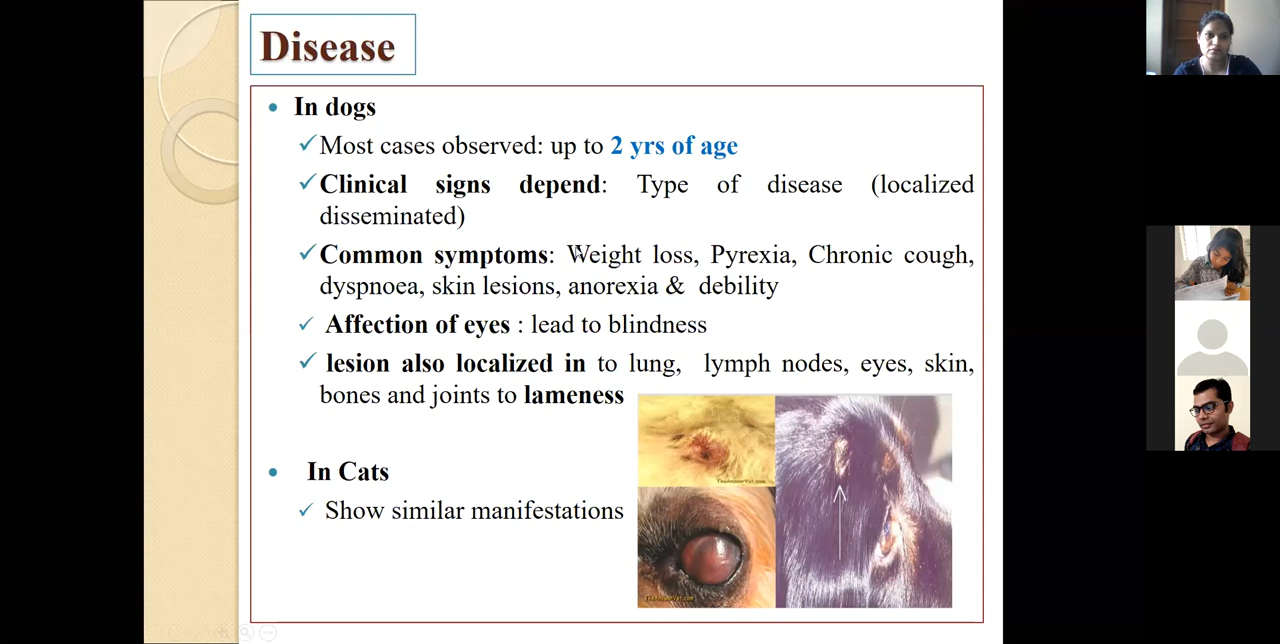 Disease
• In dogs
✓ Most cases observed: up to 2 yrs of age
✓ Clinical signs depend: Type of disease (localized
disseminated)
✓ Common symptoms: Weight loss, Pyrexia, Chronic cough,
dyspnoea, skin lesions, anorexia & debility
✓ Affection of eyes : lead to blindness
✓ lesion also localized in to lung, lymph nodes, eyes, skin,
bones and joints to lameness
• In Cats
✓ Show similar manifestations